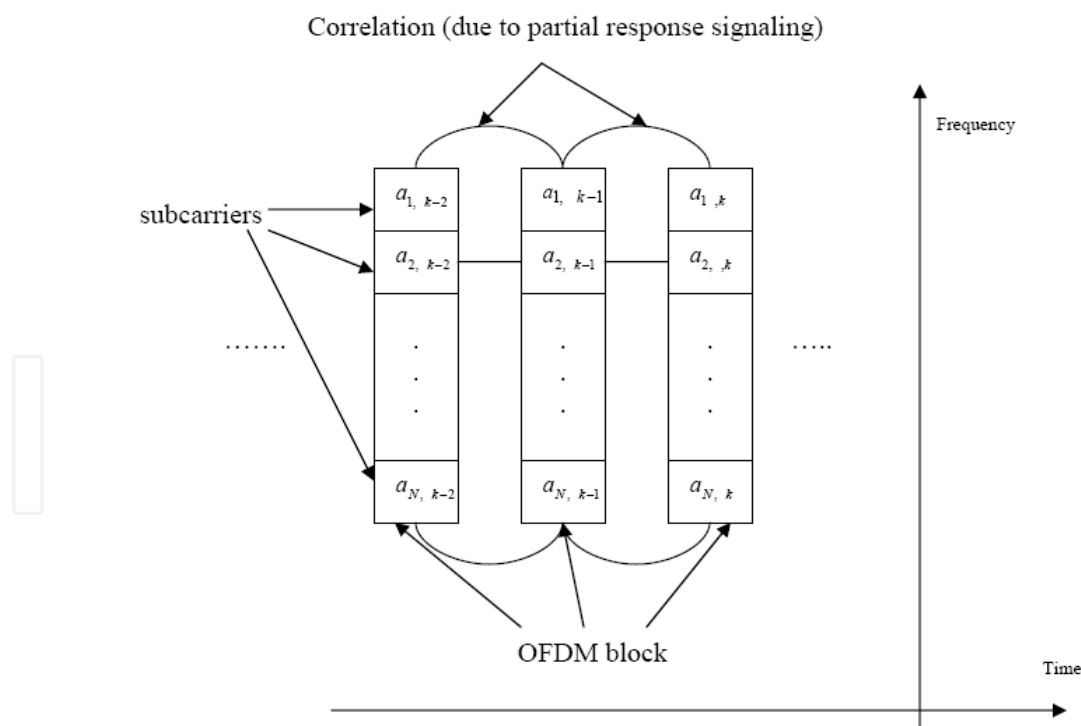 Correlation (due to partial response signaling)
Frequency
subcarriers
a1, k−2 a1, k−1 a1 ,k
a2, k−2 a2, k−1 a2, ,k
....... . . . .....
. . .
. . .
aN, k−2 aN, k−1 aN, k
OFDM block
Time